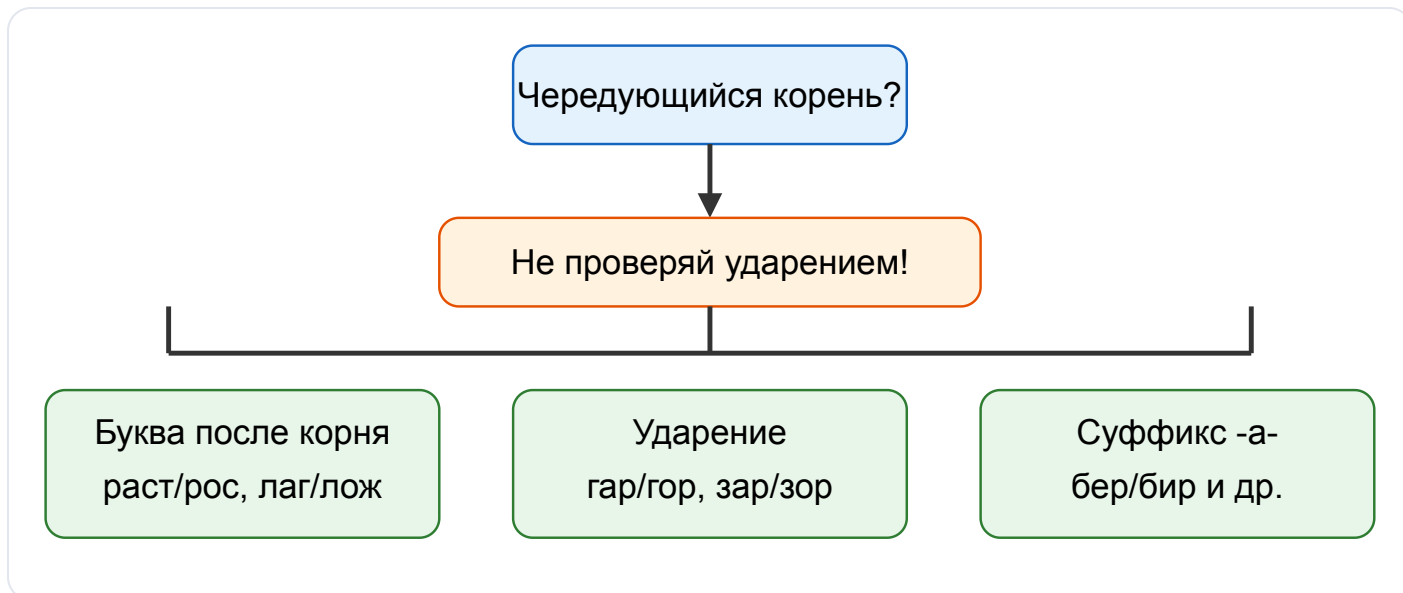 Чередующийся корень?
Не проверяй ударением!
Буква после корня
раст/рос, лаг/лож
Ударение
гар/гор, зар/зор
Суффикс -а-
бер/бир и др.